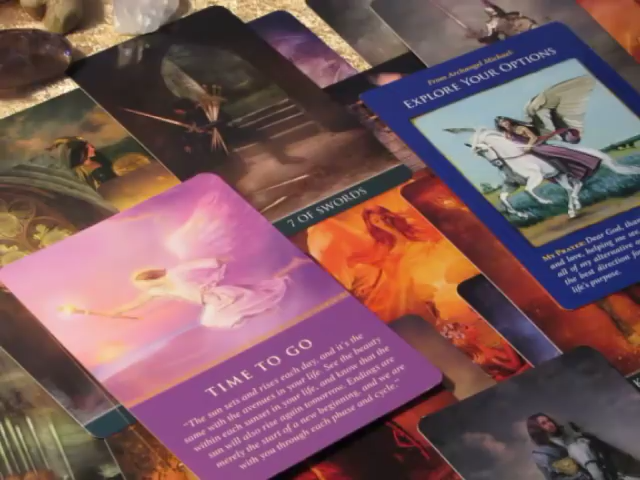 From Archangel Michael:
EXPLORE YOUR OPTIONS
MY PRAYER: Dear God, tha
and love, helping me see
all of my alternative
the best direction for
life's purpose.
7 OF SWORDS
TIME TO GO
"The sun sets and rises each day, and it's the
same with the avenues in your life. See the beauty
within each sunset in your life, and know that the
sun will also rise again tomorrow. Endings are
merely the start of a new beginning, and we are
with you through each phase and cycle."